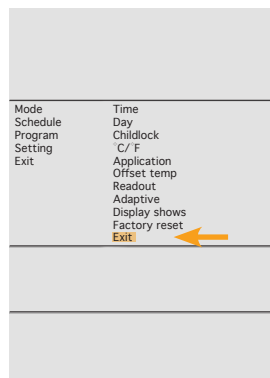 Mode
Schedule
Program
Setting
Exit
Time
Day
Childlock
°C/°F
Application
Offset temp
Readout
Adaptive
Display shows
Factory reset
Exit